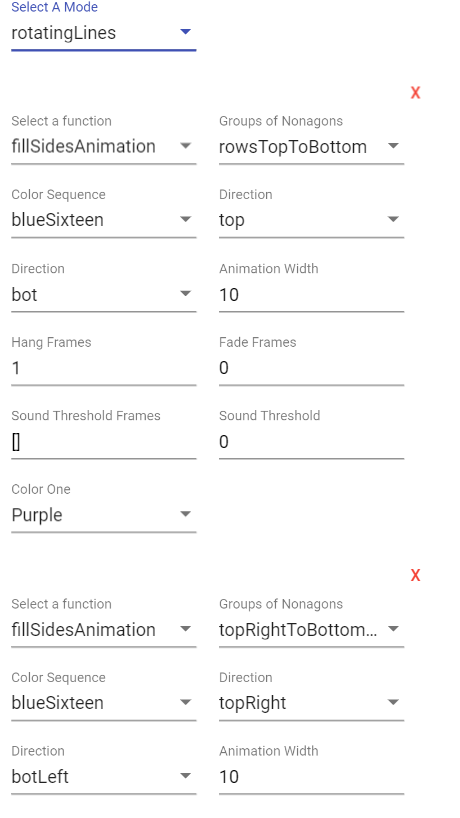 Select A Mode
rotatingLines
X
Select a function Groups of Nonagons
fillSidesAnimation rowsTopToBottom
Color Sequence Direction
blueSixteen top
Direction Animation Width
bot 10
Hang Frames Fade Frames
1 0
Sound Threshold Frames Sound Threshold
[] 0
Color One
Purple
X
Select a function Groups of Nonagons
fillSidesAnimation topRightToBottom...
Color Sequence Direction
blueSixteen topRight
Direction Animation Width
botLeft 10